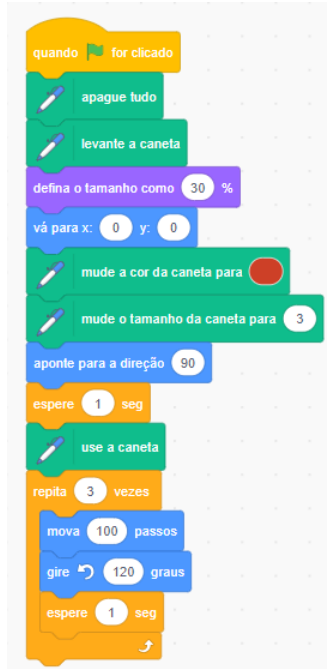 quando for clicado
apague tudo
levante a caneta
defina o tamanho como 30 %
vá para x: 0 y: 0
mude a cor da caneta para
mude o tamanho da caneta para 3
aponte para a direção 90
espere 1 seg
use a caneta
repita 3 vezes
mova 100 passos
gire 120 graus
espere 1 seg